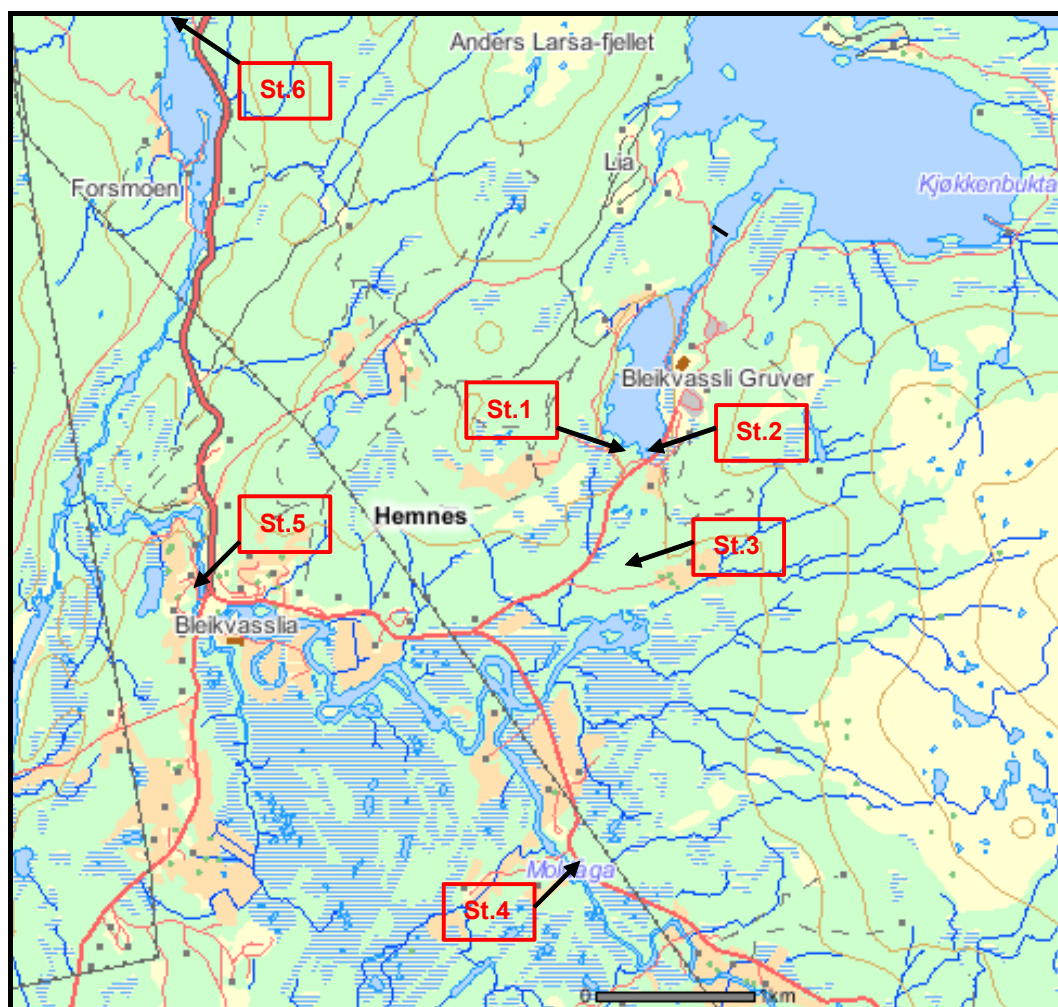 Anders Larsa-fjellet
St.6
Lia
Forsmoen
Kjøkkenbukta
Bleikvassli Gruver
St.1
St.2
Hemnes
St.5
St.3
Bleikvasslia
St.4
0 1km